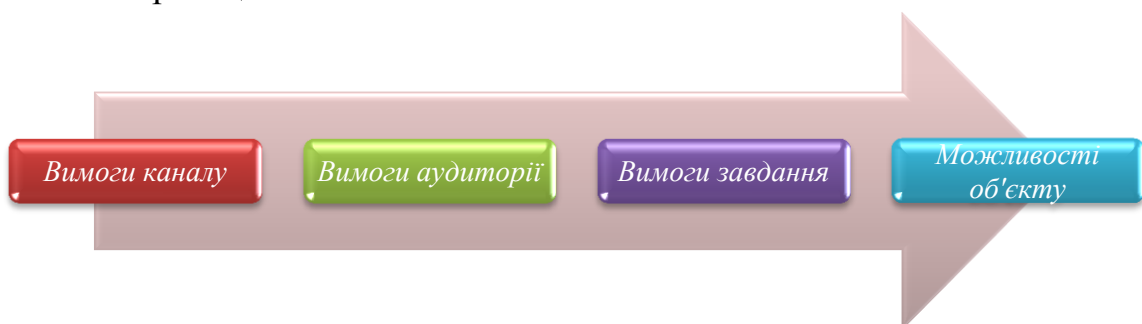 Вимоги каналу
Вимоги аудиторії
Вимоги завдання
Можливості
об'єкту